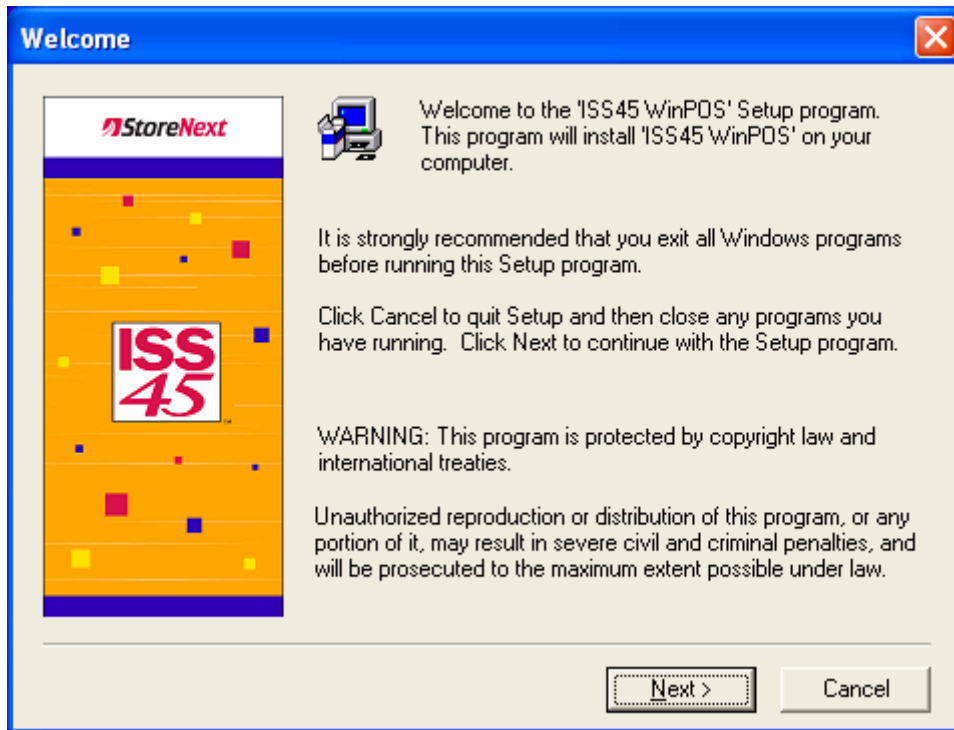 Welcome
StoreNext
Welcome to the 'ISS45 WinPOS' Setup program.
This program will install 'ISS45 WinPOS' on your
computer.
It is strongly recommended that you exit all Windows programs
before running this Setup program.
Click Cancel to quit Setup and then close any programs you
have running.  Click Next to continue with the Setup program.
ISS
45
WARNING: This program is protected by copyright law and
international treaties.
Unauthorized reproduction or distribution of this program, or any
portion of it, may result in severe civil and criminal penalties, and
will be prosecuted to the maximum extent possible under law.
Next >
Cancel